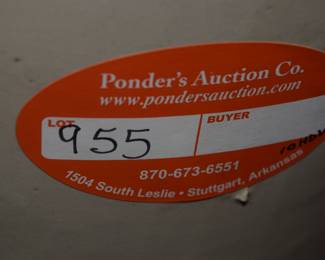 Ponder's Auction Co.
www.pondersauction.com
LOT
955
BUYER
870-673-6551
1504 South Leslie • Stuttgart, Arkansas